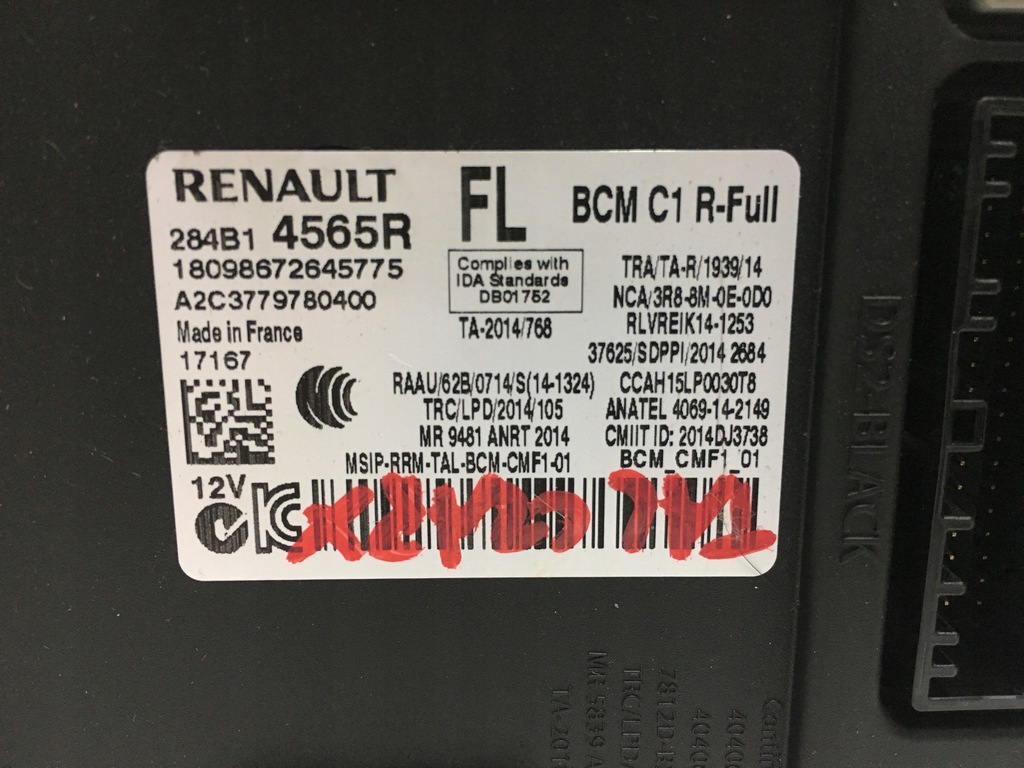 RENAULT
284B1 4565R
18098672645775
A2C3779780400
Made in France
17167
12V
FL
Complies with
IDA Standards
DB01752
TA-2014/768
BCM C1 R-Full
TRA/TA-R/1939/14
NCA/3R8-8M-0E-0D0
RLVREIK14-1253
37625/SDPPI/2014 2684
RAAU/62B/0714/S(14-1324) CCAH15LP0030T8
TRC/LPD/2014/105 ANATEL 4069-14-2149
MR 9481 ANRT 2014 CMIIT ID: 2014DJ3738
MSIP-RRM-TAL-BCM-CMF1-01 BCM_CMF1_01
DS2-BLACK